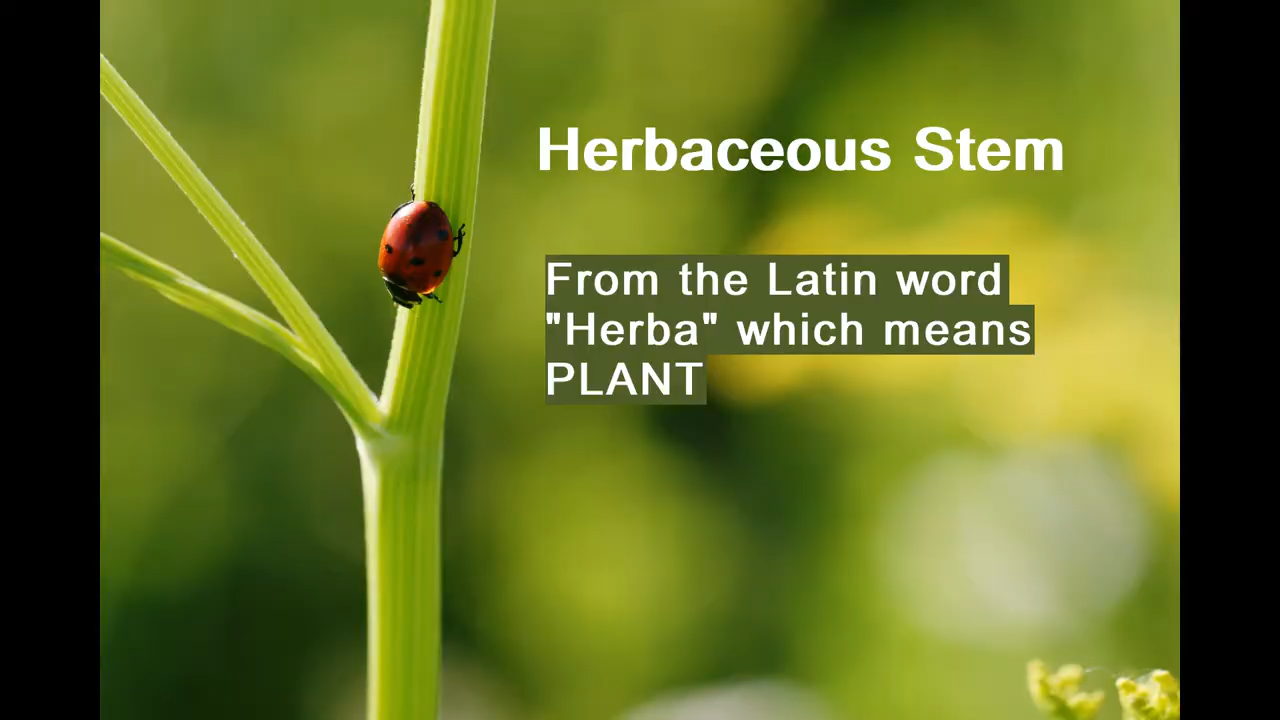 Herbaceous Stem
From the Latin word
"Herba" which means
PLANT